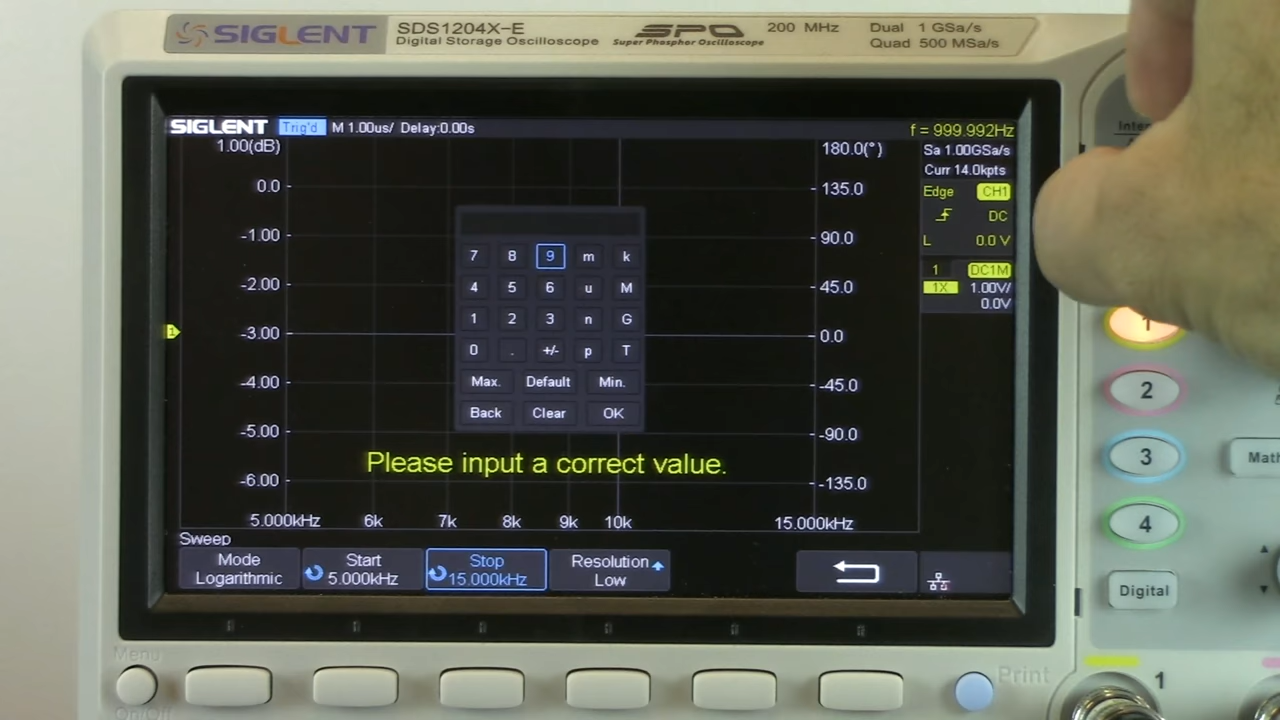 SIGLENT
SDS1204X-E
Digital Storage Oscilloscope
SPO
Super Phosphor Oscilloscope
200 MHz
Dual 1 GSa/s
Quad 500 MSa/s
SIGLENT Trig'd M 1.00us/ Delay:0.00s
f = 999.992Hz
1.00(dB)
0.0
-1.00
-2.00
-3.00
-4.00
-5.00
-6.00
180.0(°)
135.0
90.0
45.0
0.0
-45.0
-90.0
-135.0
5.000kHz 6k 7k 8k 9k 10k 15.000kHz
1
7 8 9 m k
4 5 6 u M
1 2 3 n G
0 . +/- p T
Max. Default Min.
Back Clear OK
Please input a correct value.
Sa 1.00GSa/s
Curr 14.0kpts
Edge CH1
DC
L 0.0 V
1 DC1M
1X 1.00V/
0.0V
Sweep
Mode
Logarithmic
Start
5.000kHz
Stop
15.000kHz
Resolution
Low
1
2
3
4
Math
Digital
Menu
On/Off
Print
1